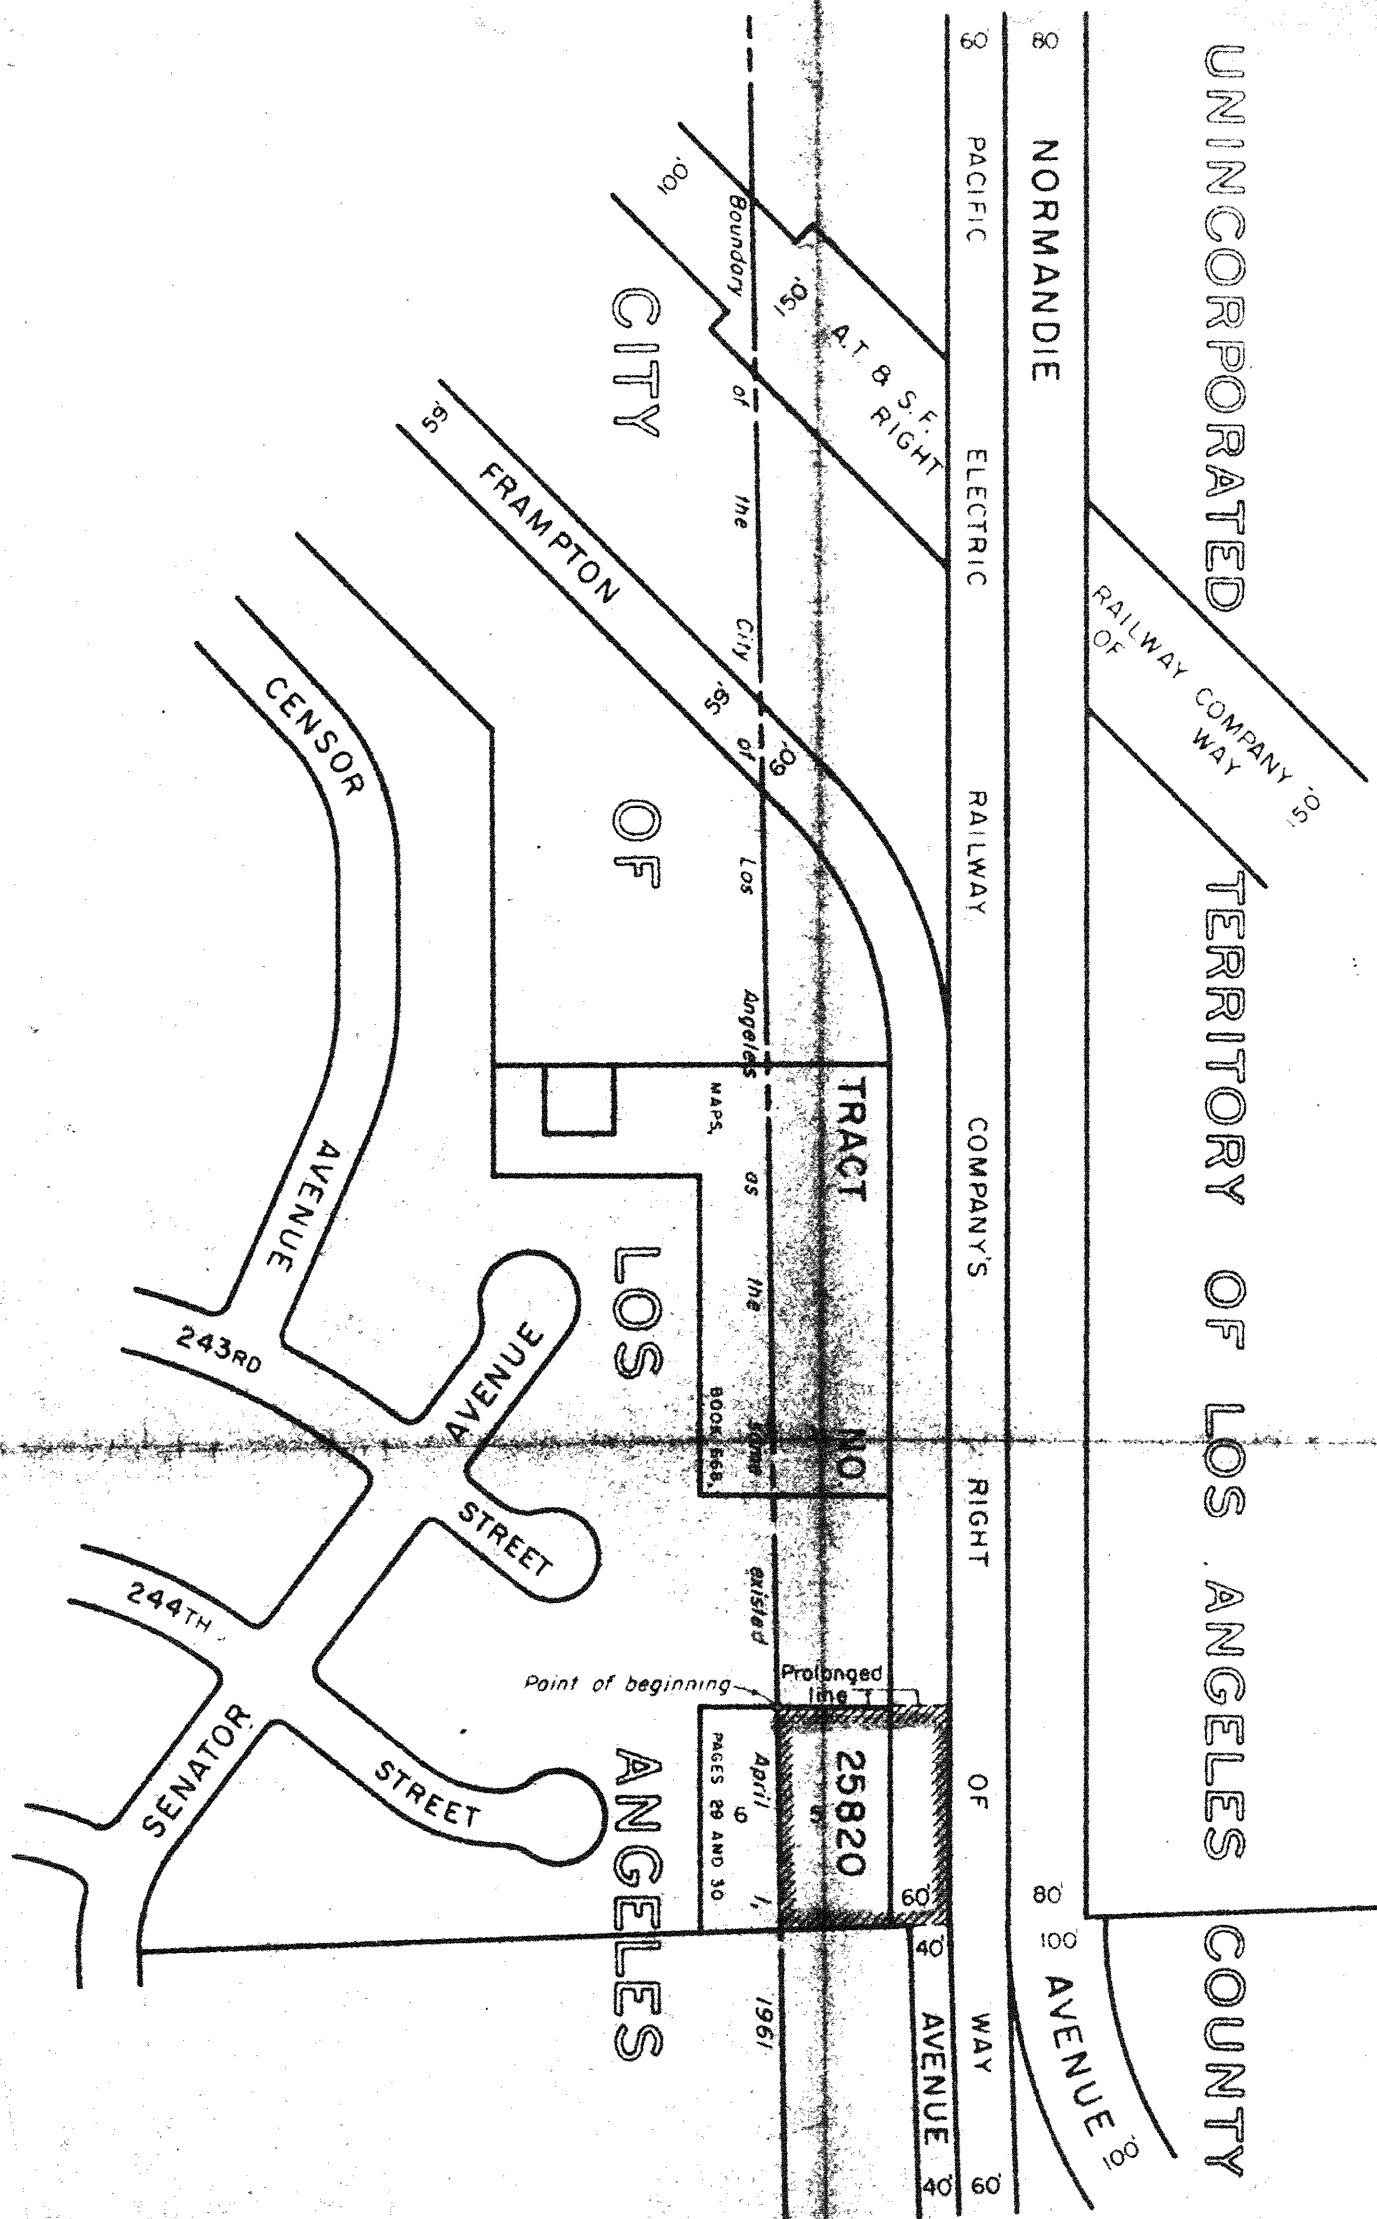 UNINCORPORATED TERRITORY OF LOS ANGELES COUNTY
RAILWAY COMPANY 150'
OF WAY
80' NORMANDIE 80' 100' AVENUE 100'
60' PACIFIC ELECTRIC RAILWAY COMPANY'S RIGHT OF WAY 60'
60' 40' AVENUE 40'
A.T. & S.F.
RIGHT
150'
100'
TRACT NO. 25820
Prolonged
line
Boundary of the City of Los Angeles as the same existed April 1, 1961
60'
59'
6
MAPS, BOOK 668, PAGES 29 AND 30
Point of beginning
CITY OF LOS ANGELES
59' FRAMPTON
AVENUE
STREET
CENSOR AVENUE
243RD
STREET
244TH
SENATOR